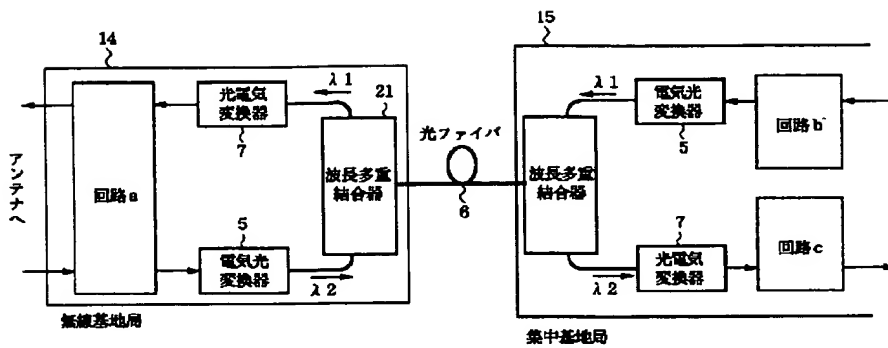 14
15
λ1
21
λ1
光電気
変換器
7
電気光
変換器
5
回路b
光ファイバ
6
アンテナへ
回路a
波長多重
結合器
波長多重
結合器
5
電気光
変換器
λ2
7
光電気
変換器
λ2
回路c
無線基地局
集中基地局